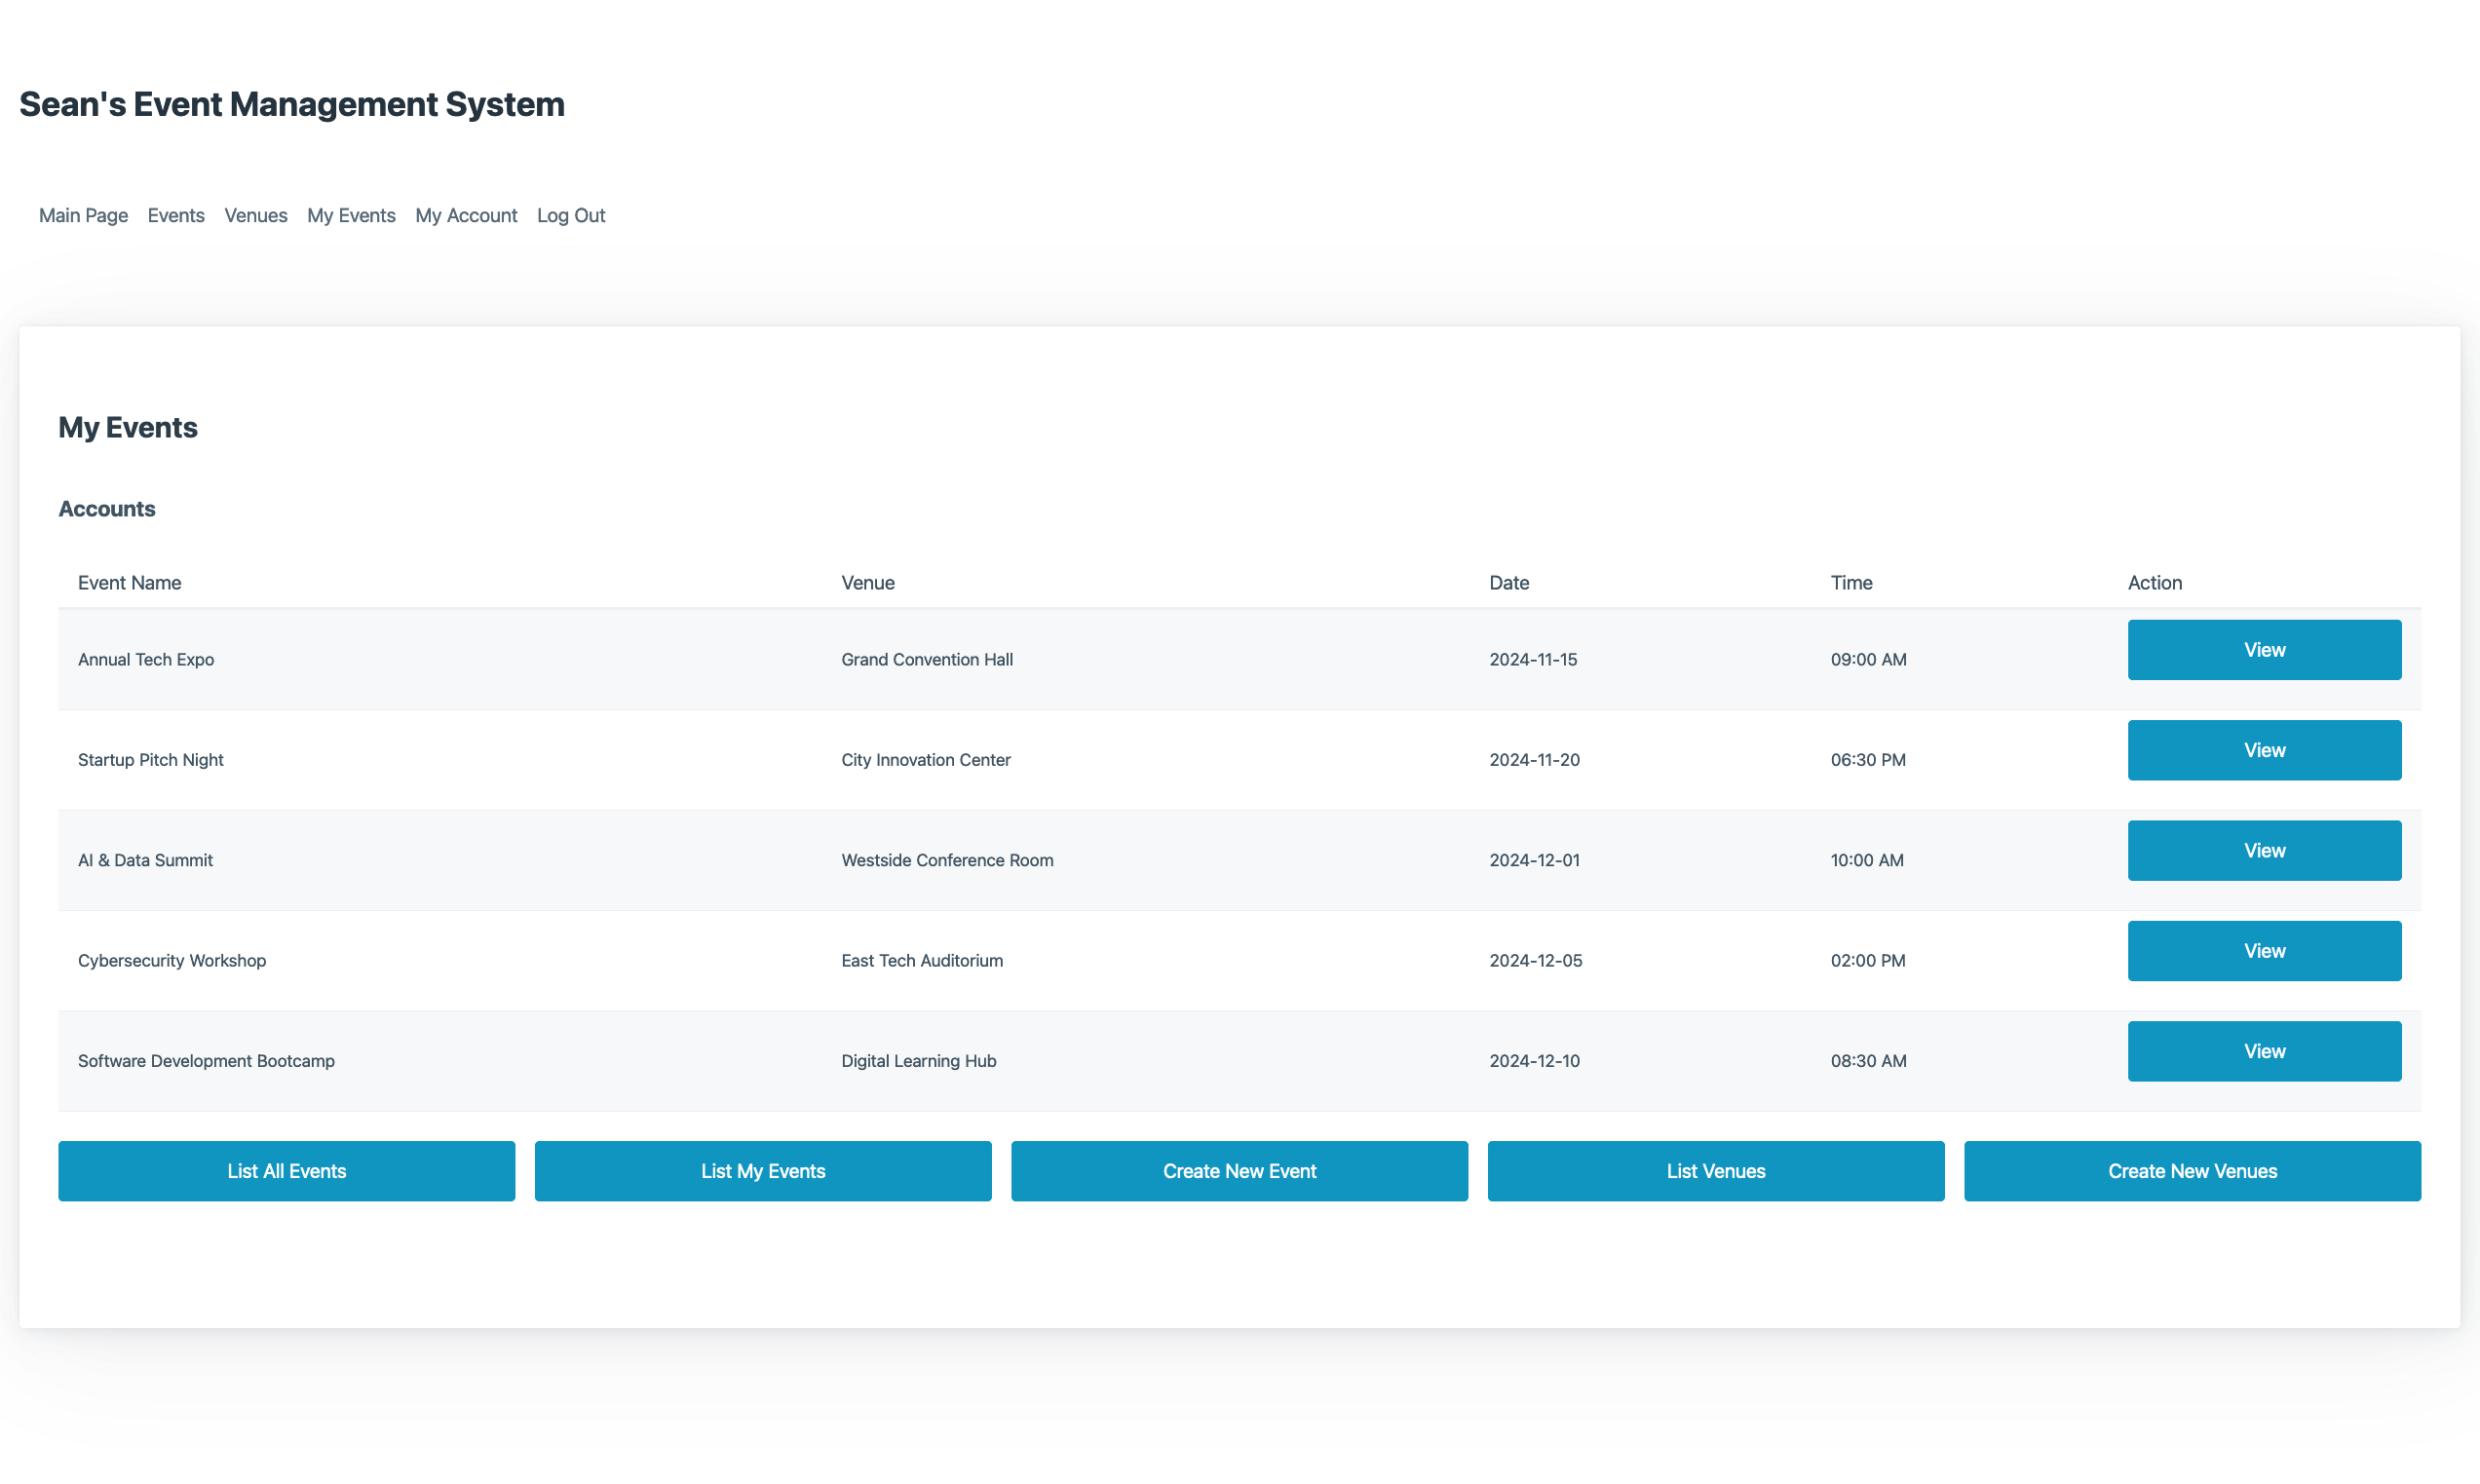 Sean's Event Management System
Main Page Events Venues My Events My Account Log Out
My Events
Accounts
Event Name Venue Date Time Action
Annual Tech Expo Grand Convention Hall 2024-11-15 09:00 AM View
Startup Pitch Night City Innovation Center 2024-11-20 06:30 PM View
AI & Data Summit Westside Conference Room 2024-12-01 10:00 AM View
Cybersecurity Workshop East Tech Auditorium 2024-12-05 02:00 PM View
Software Development Bootcamp Digital Learning Hub 2024-12-10 08:30 AM View
List All Events List My Events Create New Event List Venues Create New Venues